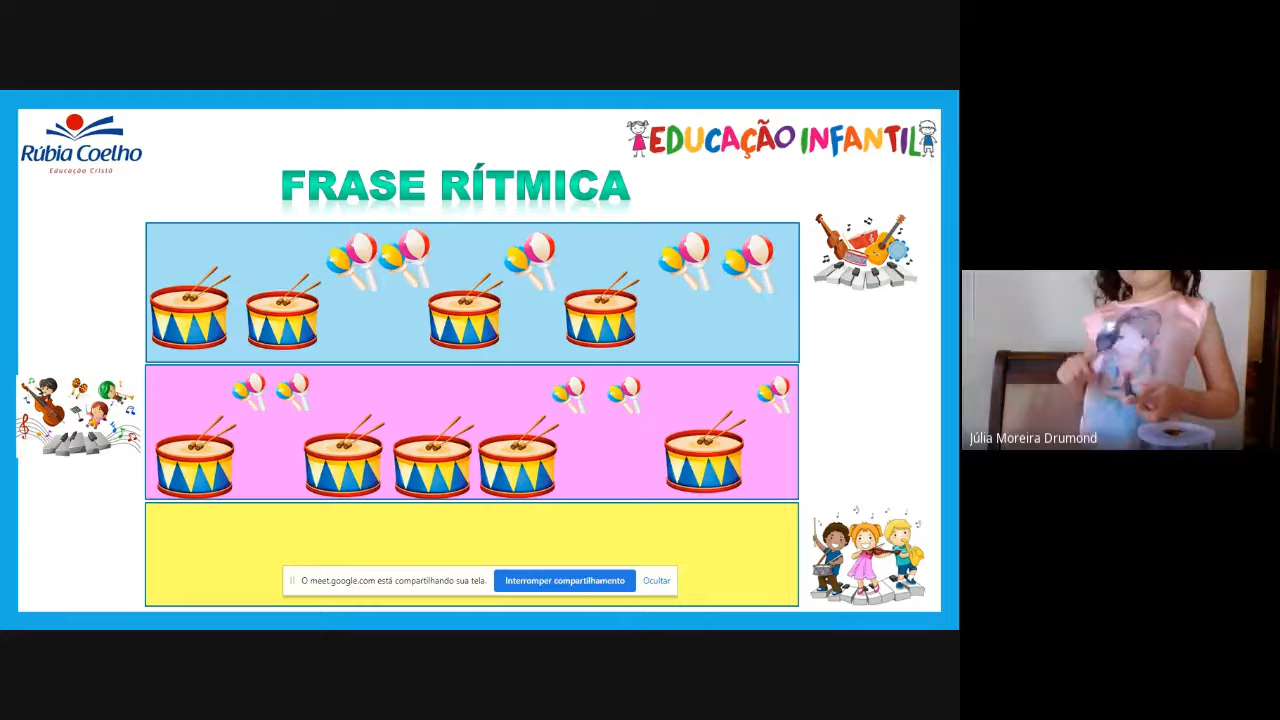 Rúbia Coelho
Educação Cristã
EDUCAÇÃO INFANTIL
FRASE RÍTMICA
Júlia Moreira Drumond
O meet.google.com está compartilhando sua tela.
Interromper compartilhamento
Ocultar